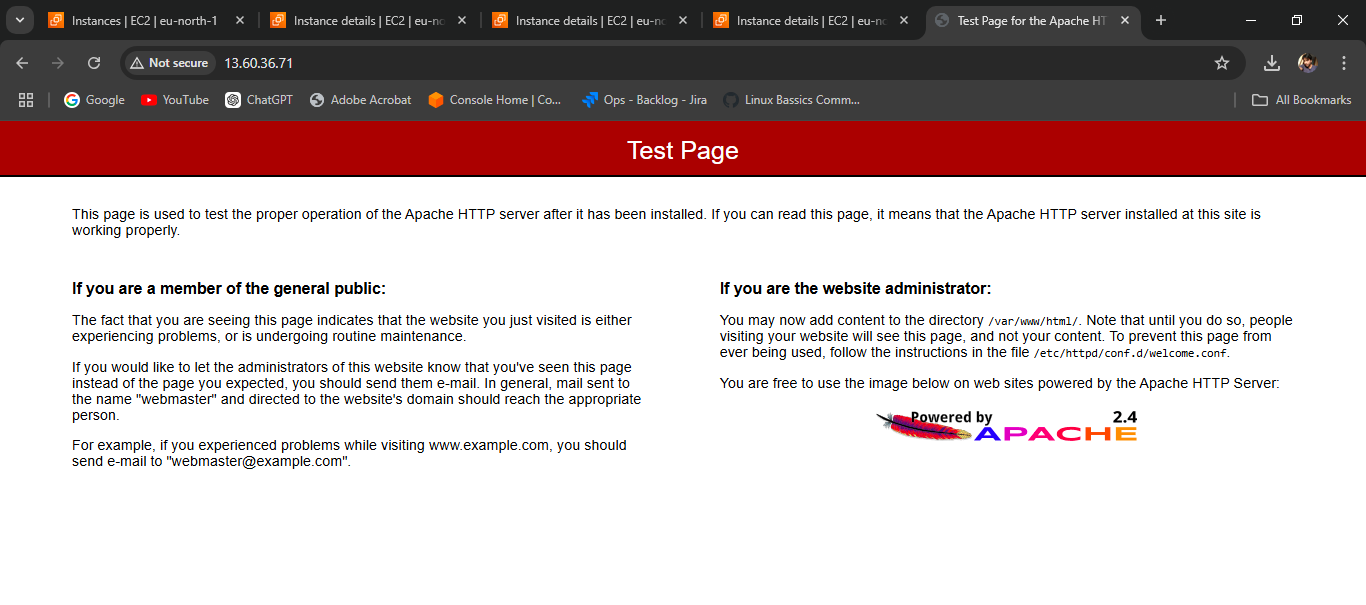 Instances | EC2 | eu-north-1
Instance details | EC2 | eu-no
Instance details | EC2 | eu-no
Instance details | EC2 | eu-no
Test Page for the Apache HT
Not secure
13.60.36.71
Google
YouTube
ChatGPT
Adobe Acrobat
Console Home | Co...
Ops - Backlog - Jira
Linux Bassics Comm...
All Bookmarks
Test Page
This page is used to test the proper operation of the Apache HTTP server after it has been installed. If you can read this page, it means that the Apache HTTP server installed at this site is
working properly.
If you are a member of the general public:
The fact that you are seeing this page indicates that the website you just visited is either
experiencing problems, or is undergoing routine maintenance.
If you would like to let the administrators of this website know that you've seen this page
instead of the page you expected, you should send them e-mail. In general, mail sent to
the name "webmaster" and directed to the website's domain should reach the appropriate
person.
For example, if you experienced problems while visiting www.example.com, you should
send e-mail to "webmaster@example.com".
If you are the website administrator:
You may now add content to the directory /var/www/html/. Note that until you do so, people
visiting your website will see this page, and not your content. To prevent this page from
ever being used, follow the instructions in the file /etc/httpd/conf.d/welcome.conf.
You are free to use the image below on web sites powered by the Apache HTTP Server:
Powered by 2.4
APACHE